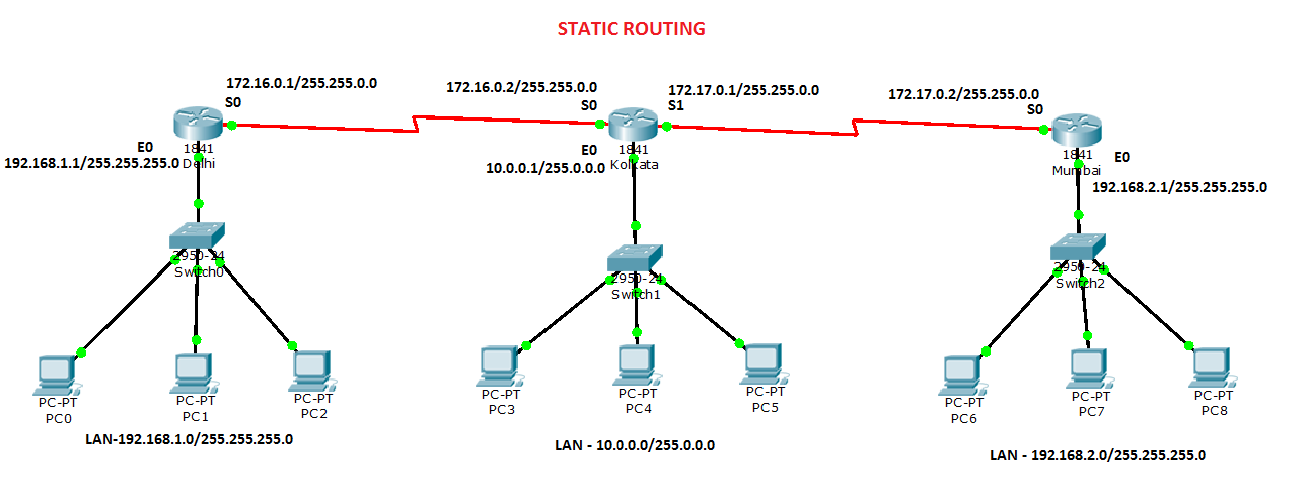 STATIC ROUTING
172.16.0.1/255.255.0.0
S0
172.16.0.2/255.255.0.0
S0
172.17.0.1/255.255.0.0
S1
172.17.0.2/255.255.0.0
S0
E0
192.168.1.1/255.255.255.0
1841
Delhi
E0
10.0.0.1/255.0.0.0
1841
Kolkata
1841
Mumbai
E0
192.168.2.1/255.255.255.0
2950-24
Switch0
2950-24
Switch1
2950-24
Switch2
PC-PT
PC0
PC-PT
PC1
PC-PT
PC2
PC-PT
PC3
PC-PT
PC4
PC-PT
PC5
PC-PT
PC6
PC-PT
PC7
PC-PT
PC8
LAN-192.168.1.0/255.255.255.0
LAN - 10.0.0.0/255.0.0.0
LAN - 192.168.2.0/255.255.255.0